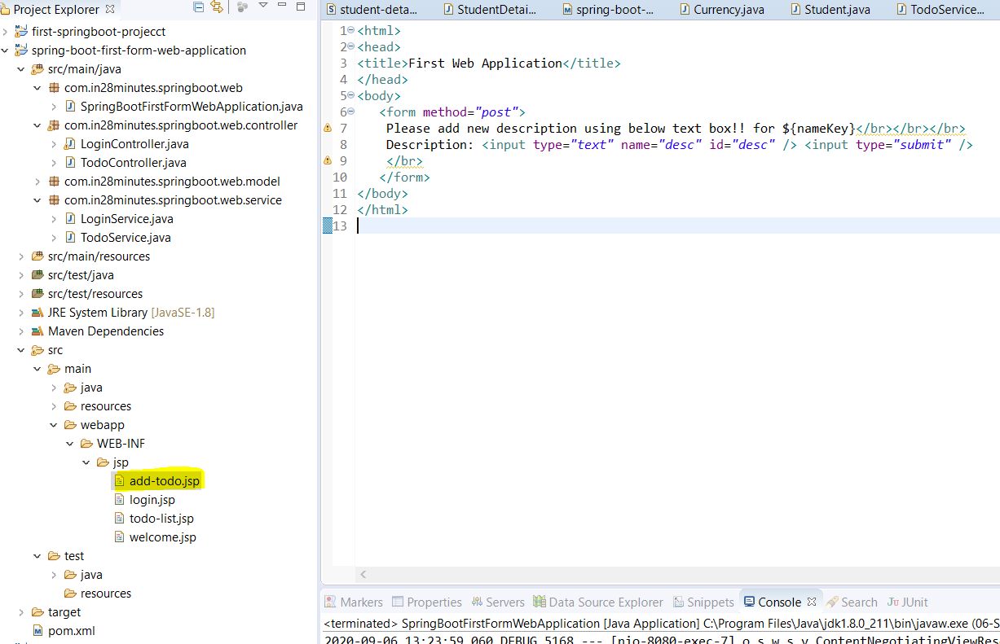 Project Explorer
first-springboot-projecct
spring-boot-first-form-web-application
src/main/java
com.in28minutes.springboot.web
SpringBootFirstFormWebApplication.java
com.in28minutes.springboot.web.controller
LoginController.java
TodoController.java
com.in28minutes.springboot.web.model
com.in28minutes.springboot.web.service
LoginService.java
TodoService.java
src/main/resources
src/test/java
src/test/resources
JRE System Library [JavaSE-1.8]
Maven Dependencies
src
main
java
resources
webapp
WEB-INF
jsp
add-todo.jsp
login.jsp
todo-list.jsp
welcome.jsp
test
java
resources
target
pom.xml
student-deta... StudentDetai... spring-boot-... Currency.java Student.java TodoService...
1 <html>
2 <head>
3 <title>First Web Application</title>
4 </head>
5 <body>
6 <form method="post">
7 Please add new description using below text box!! for ${nameKey}</br></br></br>
8 Description: <input type="text" name="desc" id="desc" /> <input type="submit" />
9 </br>
10 </form>
11 </body>
12 </html>
13
Markers Properties Servers Data Source Explorer Snippets Console Search JUnit
<terminated> SpringBootFirstFormWebApplication [Java Application] C:\Program Files\Java\jdk1.8.0_211\bin\javaw.exe (06-S
2020-09-06 13:23:59.060 DEBUG 5168 --- [nio-8080-exec-7] o.s.w.s.v.ContentNegotiatingViewRes